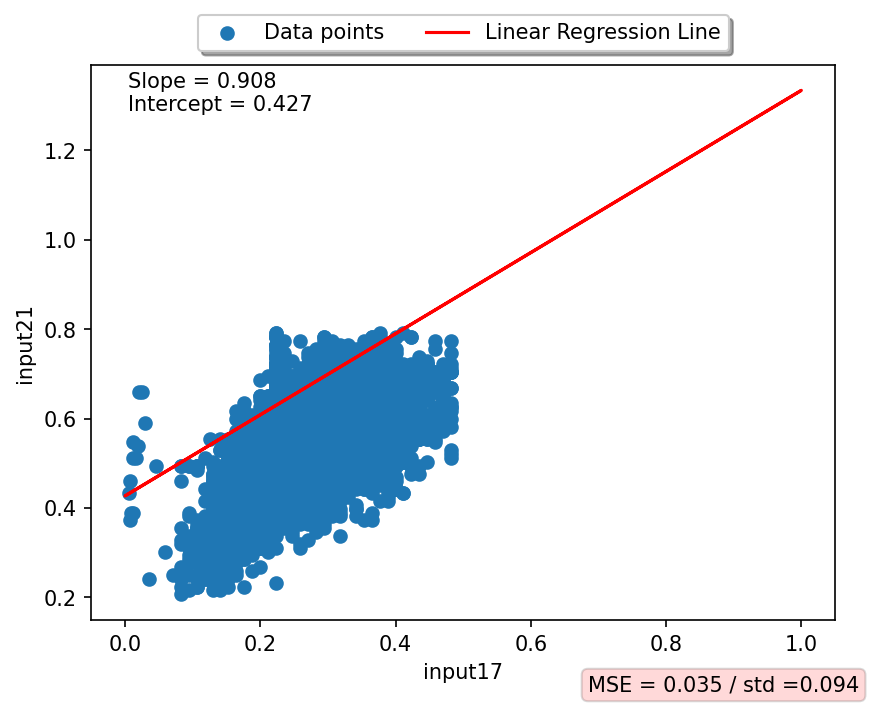 Data points
Linear Regression Line
Slope = 0.908
Intercept = 0.427
input21
1.2
1.0
0.8
0.6
0.4
0.2
0.0
0.2
0.4
0.6
0.8
1.0
input17
MSE = 0.035 / std =0.094